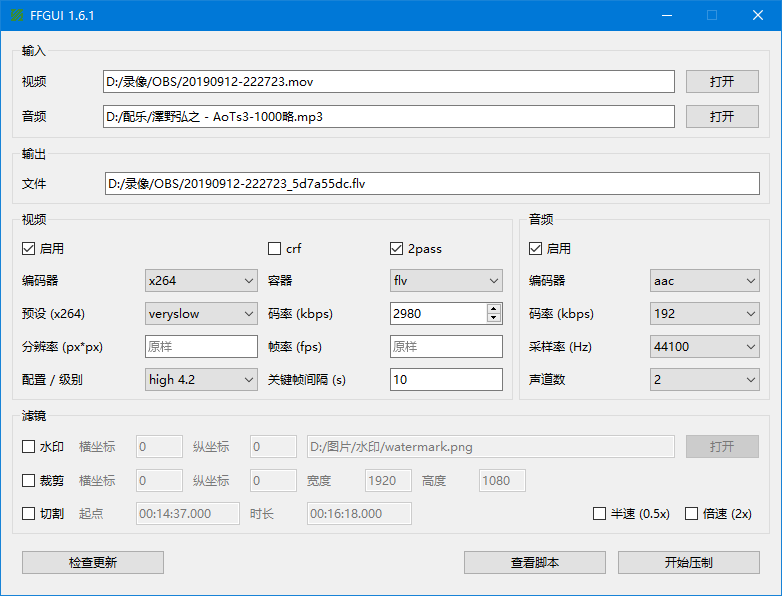 FFGUI 1.6.1
输入
视频 D:/录像/OBS/20190912-222723.mov 打开
音频 D:/配乐/澤野弘之 - AoTs3-1000略.mp3 打开
输出
文件 D:/录像/OBS/20190912-222723_5d7a55dc.flv
视频 音频
启用 crf 2pass 启用
编码器 x264 容器 flv 编码器 aac
预设 (x264) veryslow 码率 (kbps) 2980 码率 (kbps) 192
分辨率 (px*px) 原样 帧率 (fps) 原样 采样率 (Hz) 44100
配置 / 级别 high 4.2 关键帧间隔 (s) 10 声道数 2
滤镜
水印 横坐标 0 纵坐标 0 D:/图片/水印/watermark.png 打开
裁剪 横坐标 0 纵坐标 0 宽度 1920 高度 1080
切割 起点 00:14:37.000 时长 00:16:18.000 半速 (0.5x) 倍速 (2x)
检查更新 查看脚本 开始压制